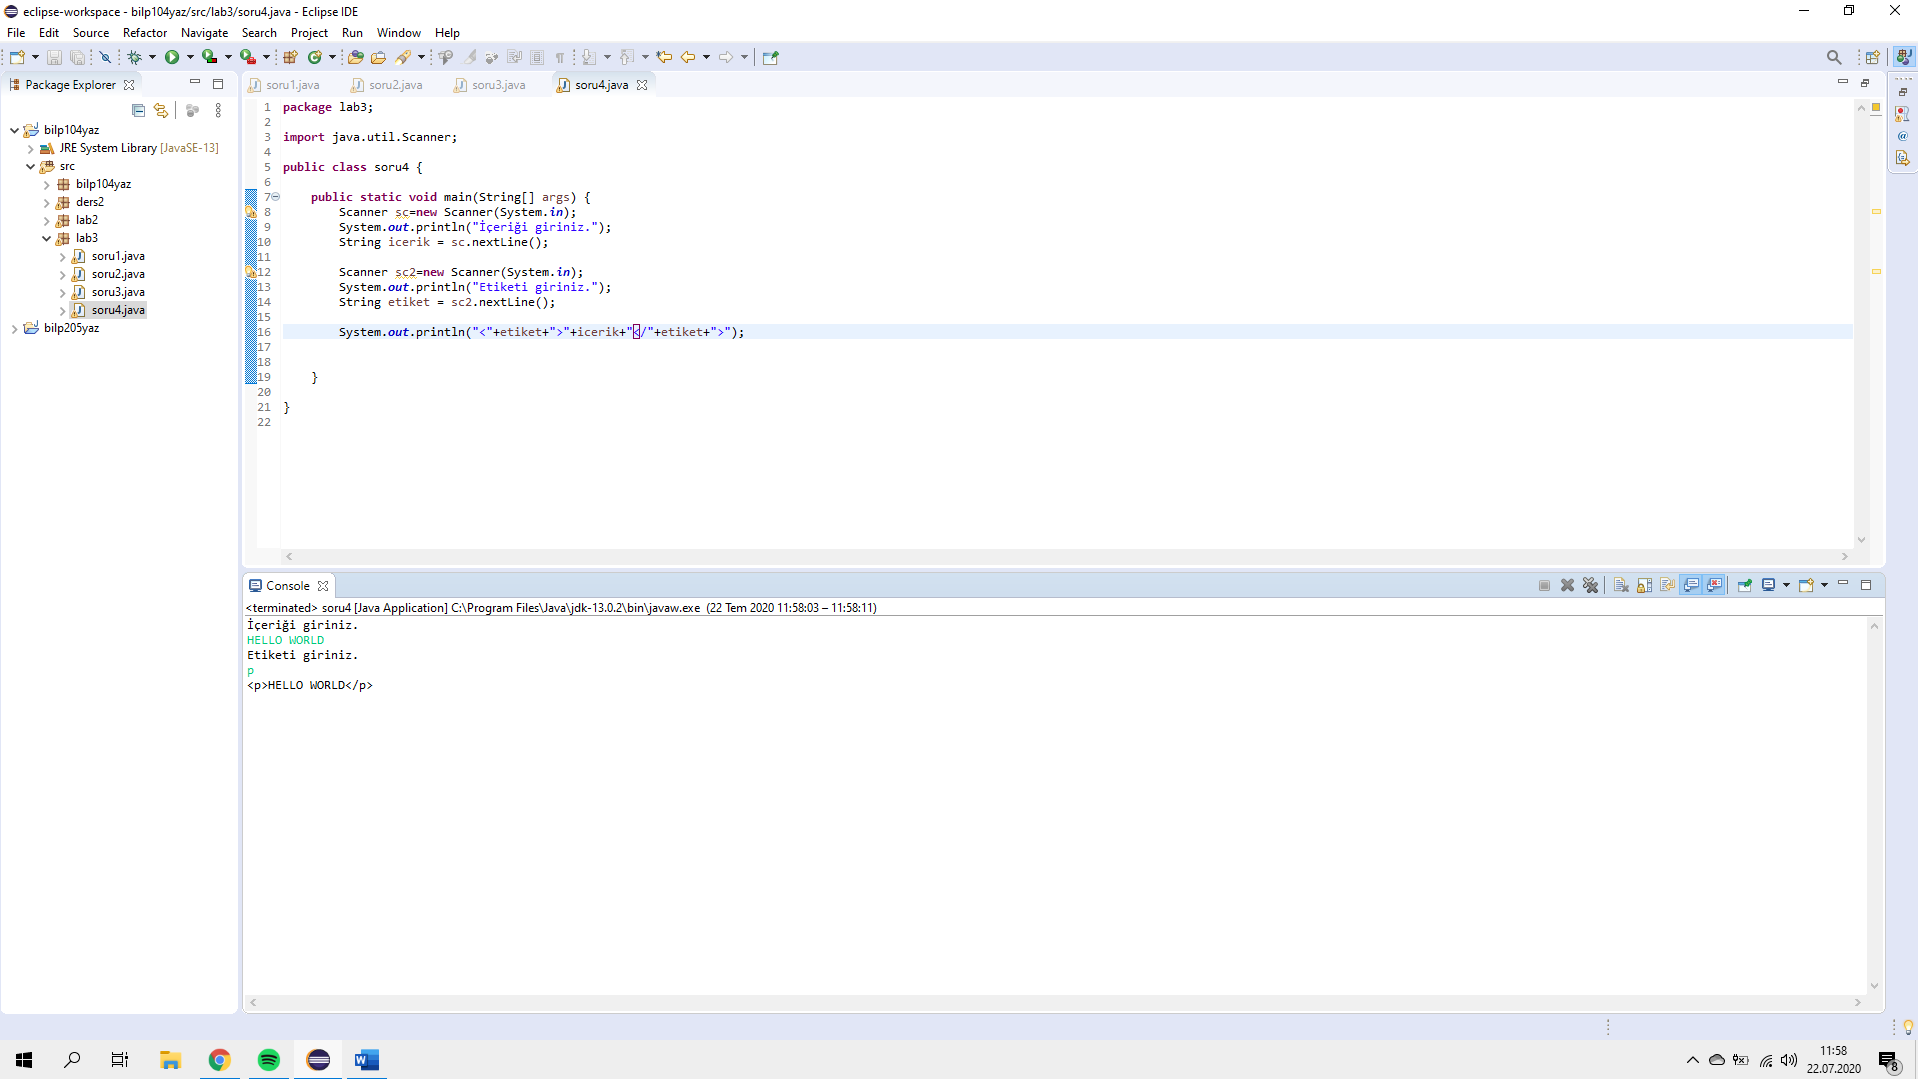 eclipse-workspace - bilp104yaz/src/lab3/soru4.java - Eclipse IDE
File Edit Source Refactor Navigate Search Project Run Window Help
Package Explorer
bilp104yaz
JRE System Library [JavaSE-13]
src
bilp104yaz
ders2
lab2
lab3
soru1.java
soru2.java
soru3.java
soru4.java
bilp205yaz
soru1.java soru2.java soru3.java soru4.java
1 package lab3;
2
3 import java.util.Scanner;
4
5 public class soru4 {
6
7 public static void main(String[] args) {
8 Scanner sc=new Scanner(System.in);
9 System.out.println("İçeriği giriniz.");
10 String icerik = sc.nextLine();
11
12 Scanner sc2=new Scanner(System.in);
13 System.out.println("Etiketi giriniz.");
14 String etiket = sc2.nextLine();
15
16 System.out.println("<"+etiket+">"+icerik+"</"+etiket+">");
17
18
19 }
20
21 }
22
Console
<terminated> soru4 [Java Application] C:\Program Files\Java\jdk-13.0.2\bin\javaw.exe (22 Tem 2020 11:58:03 – 11:58:11)
İçeriği giriniz.
HELLO WORLD
Etiketi giriniz.
p
<p>HELLO WORLD</p>
11:58
22.07.2020
8